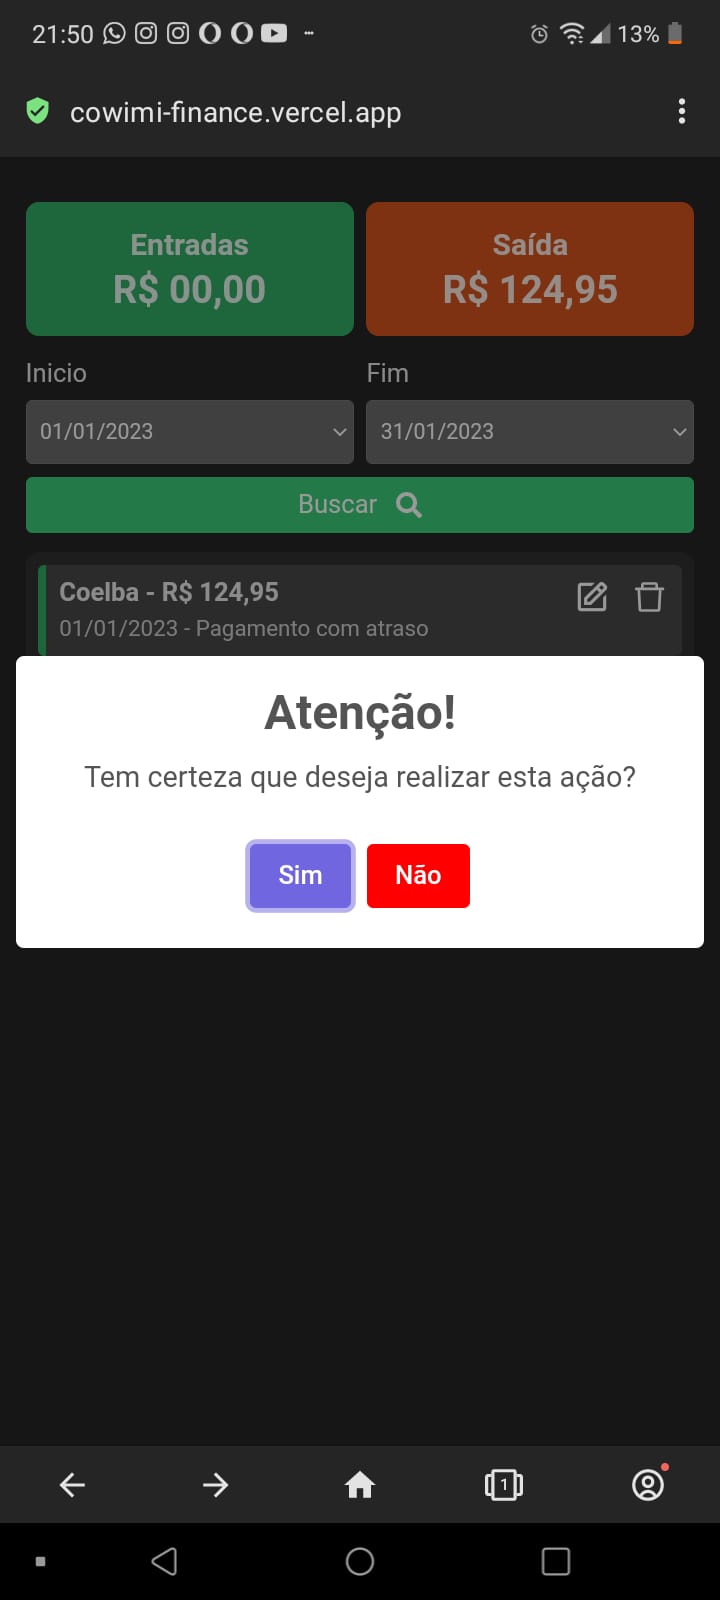 21:50
13%
cowimi-finance.vercel.app
Entradas
R$ 00,00
Saída
R$ 124,95
Inicio
Fim
01/01/2023
31/01/2023
Buscar
Coelba - R$ 124,95
01/01/2023 - Pagamento com atraso
Atenção!
Tem certeza que deseja realizar esta ação?
Sim
Não
1